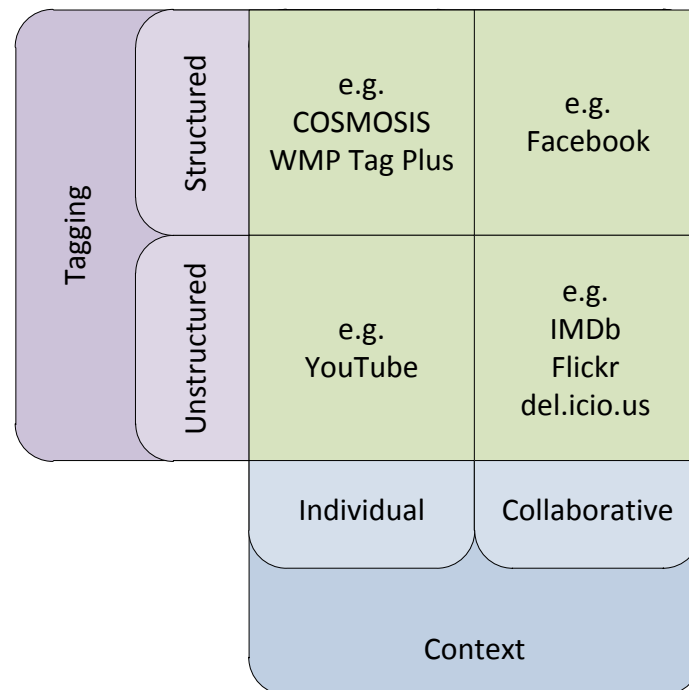 Tagging
Structured
e.g.
COSMOSIS
WMP Tag Plus
e.g.
Facebook
Unstructured
e.g.
YouTube
e.g.
IMDb
Flickr
del.icio.us
Individual
Collaborative
Context